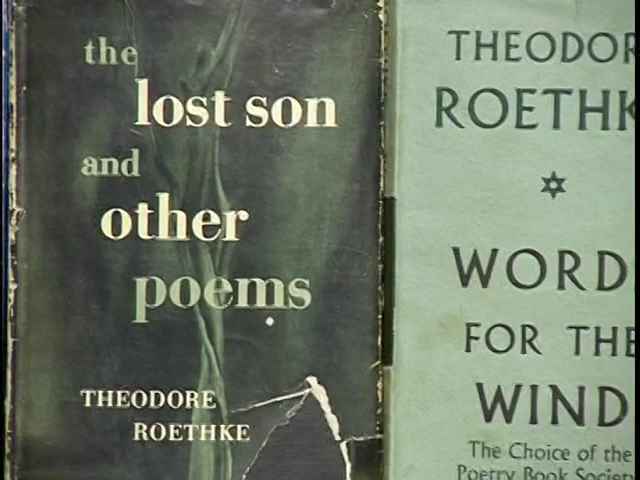 the
lost son
and
other
poems
THEODORE
ROETHKE
THEODOR
ROETHK
WORD
FOR THE
WIND
The Choice of the
Poetry Book Society